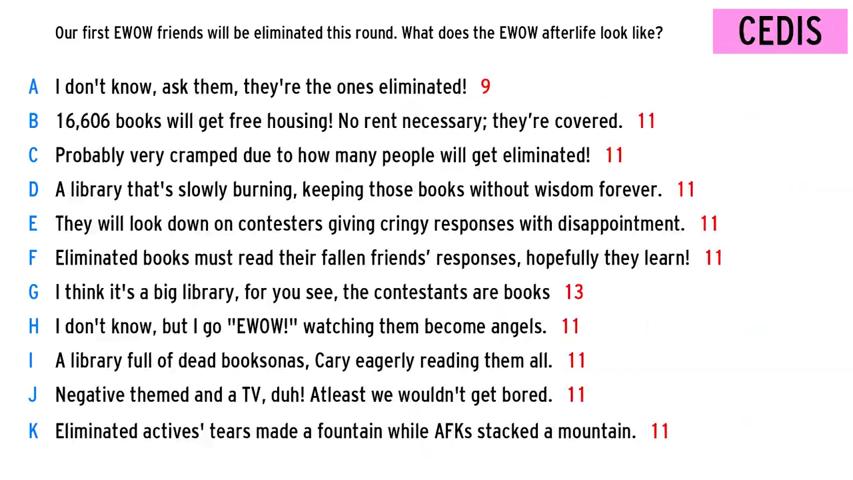 Our first EWOW friends will be eliminated this round. What does the EWOW afterlife look like?
CEDIS
A I don't know, ask them, they're the ones eliminated! 9
B 16,606 books will get free housing! No rent necessary; they’re covered. 11
C Probably very cramped due to how many people will get eliminated! 11
D A library that's slowly burning, keeping those books without wisdom forever. 11
E They will look down on contesters giving cringy responses with disappointment. 11
F Eliminated books must read their fallen friends’ responses, hopefully they learn! 11
G I think it's a big library, for you see, the contestants are books 13
H I don't know, but I go "EWOW!" watching them become angels. 11
I A library full of dead booksonas, Cary eagerly reading them all. 11
J Negative themed and a TV, duh! Atleast we wouldn't get bored. 11
K Eliminated actives' tears made a fountain while AFKs stacked a mountain. 11